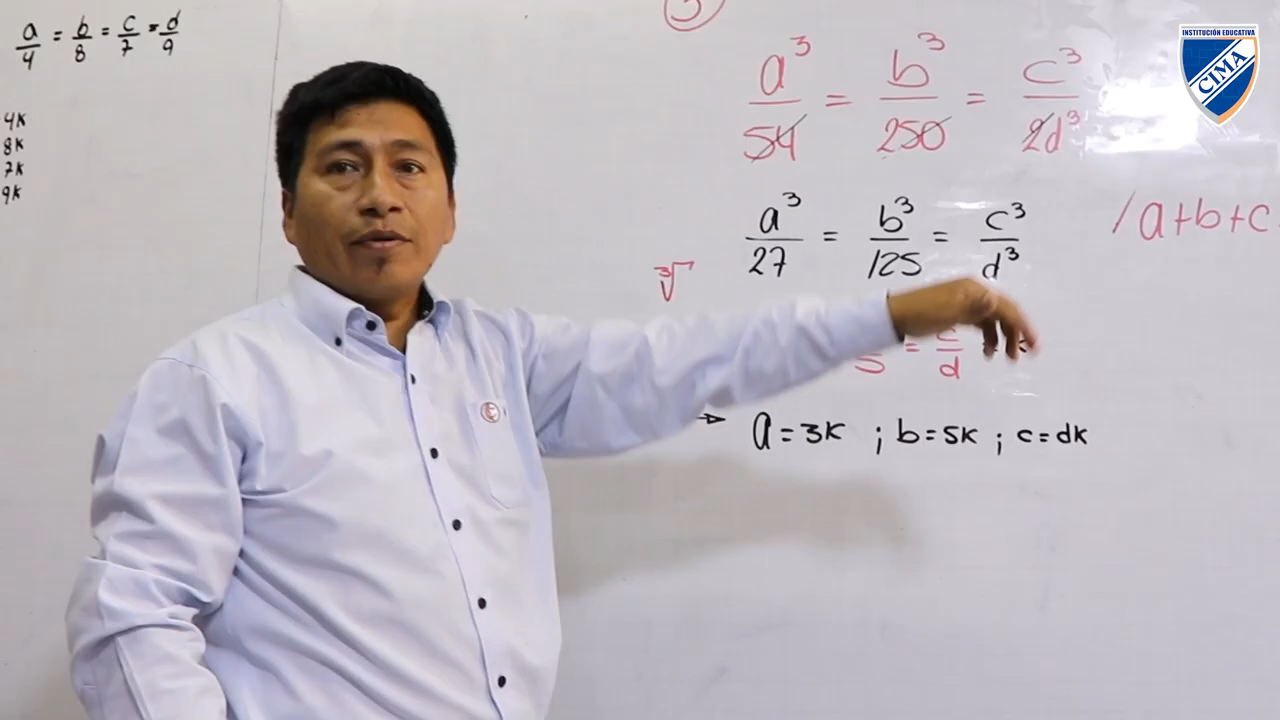 a/4 = b/8 = c/7 = d/9
4K
8K
7K
9K
3
a³/54 = b³/250 = c³/2d³
a³/27 = b³/125 = c³/d³
/a+b+c
∛
5 = c/d
→ a=3K ; b=5K ; c=dK
INSTITUCIÓN EDUCATIVA
CIMA